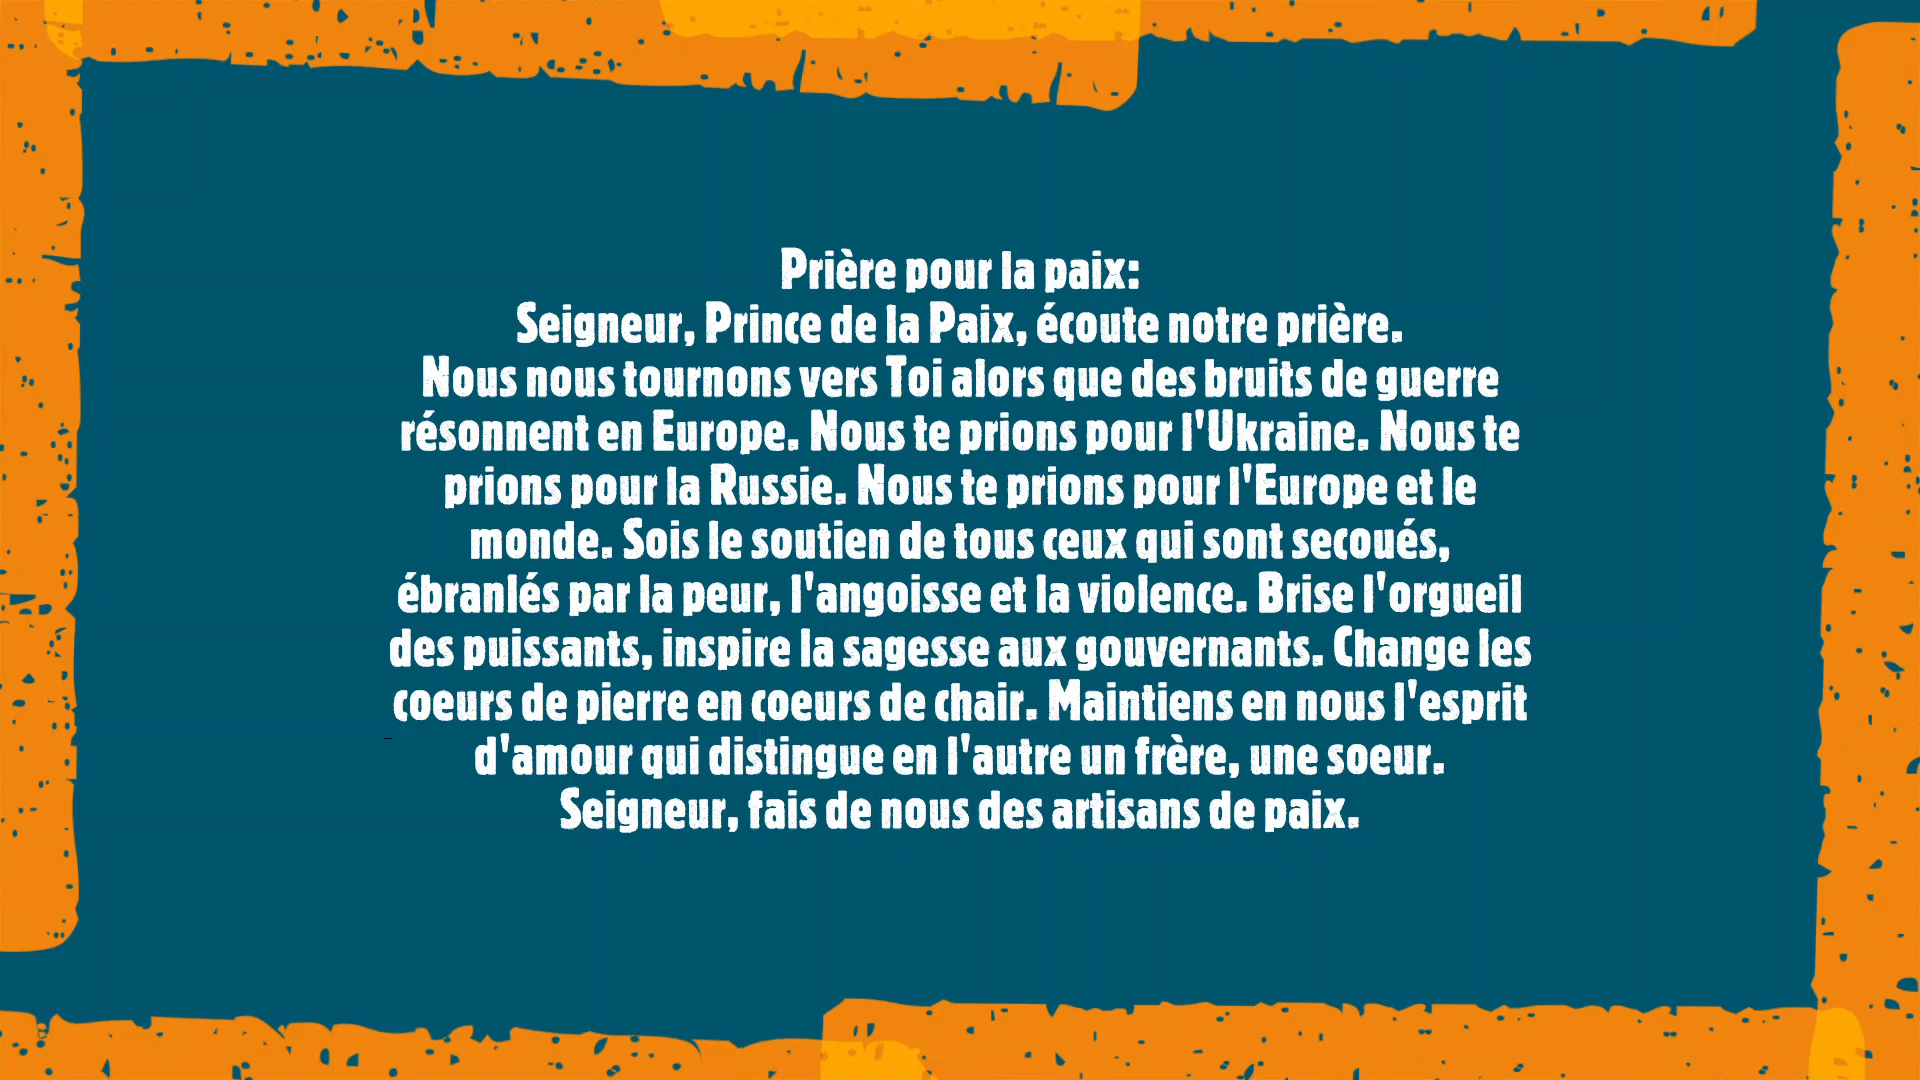 Prière pour la paix:
Seigneur, Prince de la Paix, écoute notre prière.
Nous nous tournons vers Toi alors que des bruits de guerre
résonnent en Europe. Nous te prions pour l'Ukraine. Nous te
prions pour la Russie. Nous te prions pour l'Europe et le
monde. Sois le soutien de tous ceux qui sont secoués,
ébranlés par la peur, l'angoisse et la violence. Brise l'orgueil
des puissants, inspire la sagesse aux gouvernants. Change les
coeurs de pierre en coeurs de chair. Maintiens en nous l'esprit
d'amour qui distingue en l'autre un frère, une soeur.
Seigneur, fais de nous des artisans de paix.